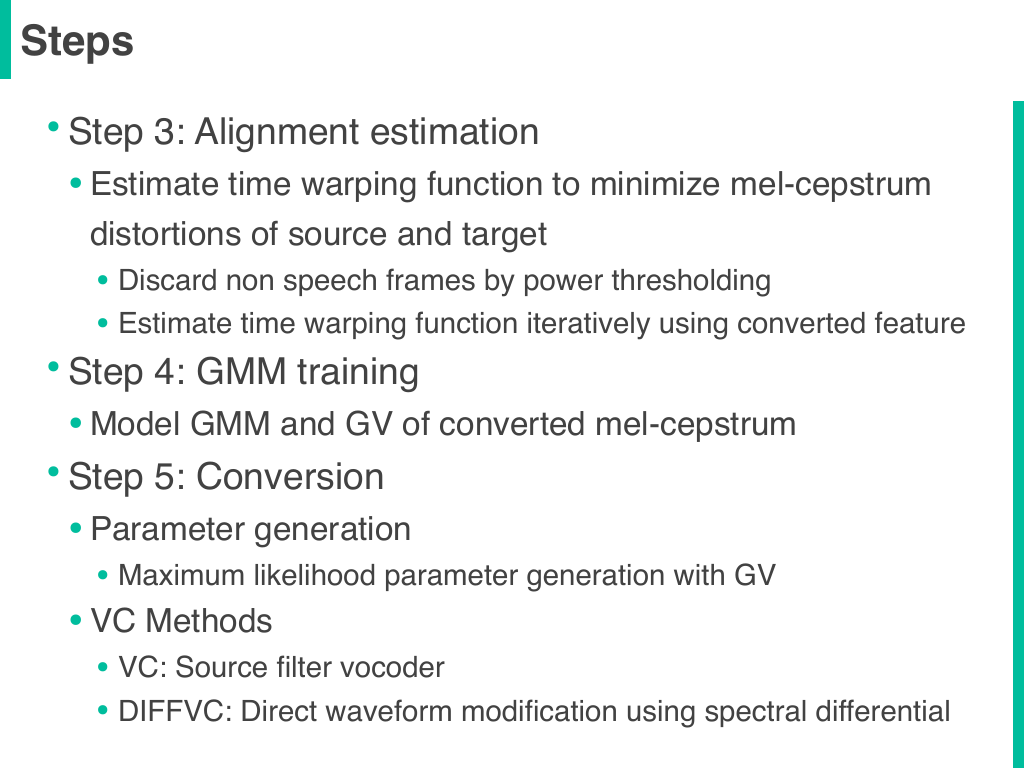 Steps
• Step 3: Alignment estimation
• Estimate time warping function to minimize mel-cepstrum
distortions of source and target
• Discard non speech frames by power thresholding
• Estimate time warping function iteratively using converted feature
• Step 4: GMM training
• Model GMM and GV of converted mel-cepstrum
• Step 5: Conversion
• Parameter generation
• Maximum likelihood parameter generation with GV
• VC Methods
• VC: Source filter vocoder
• DIFFVC: Direct waveform modification using spectral differential